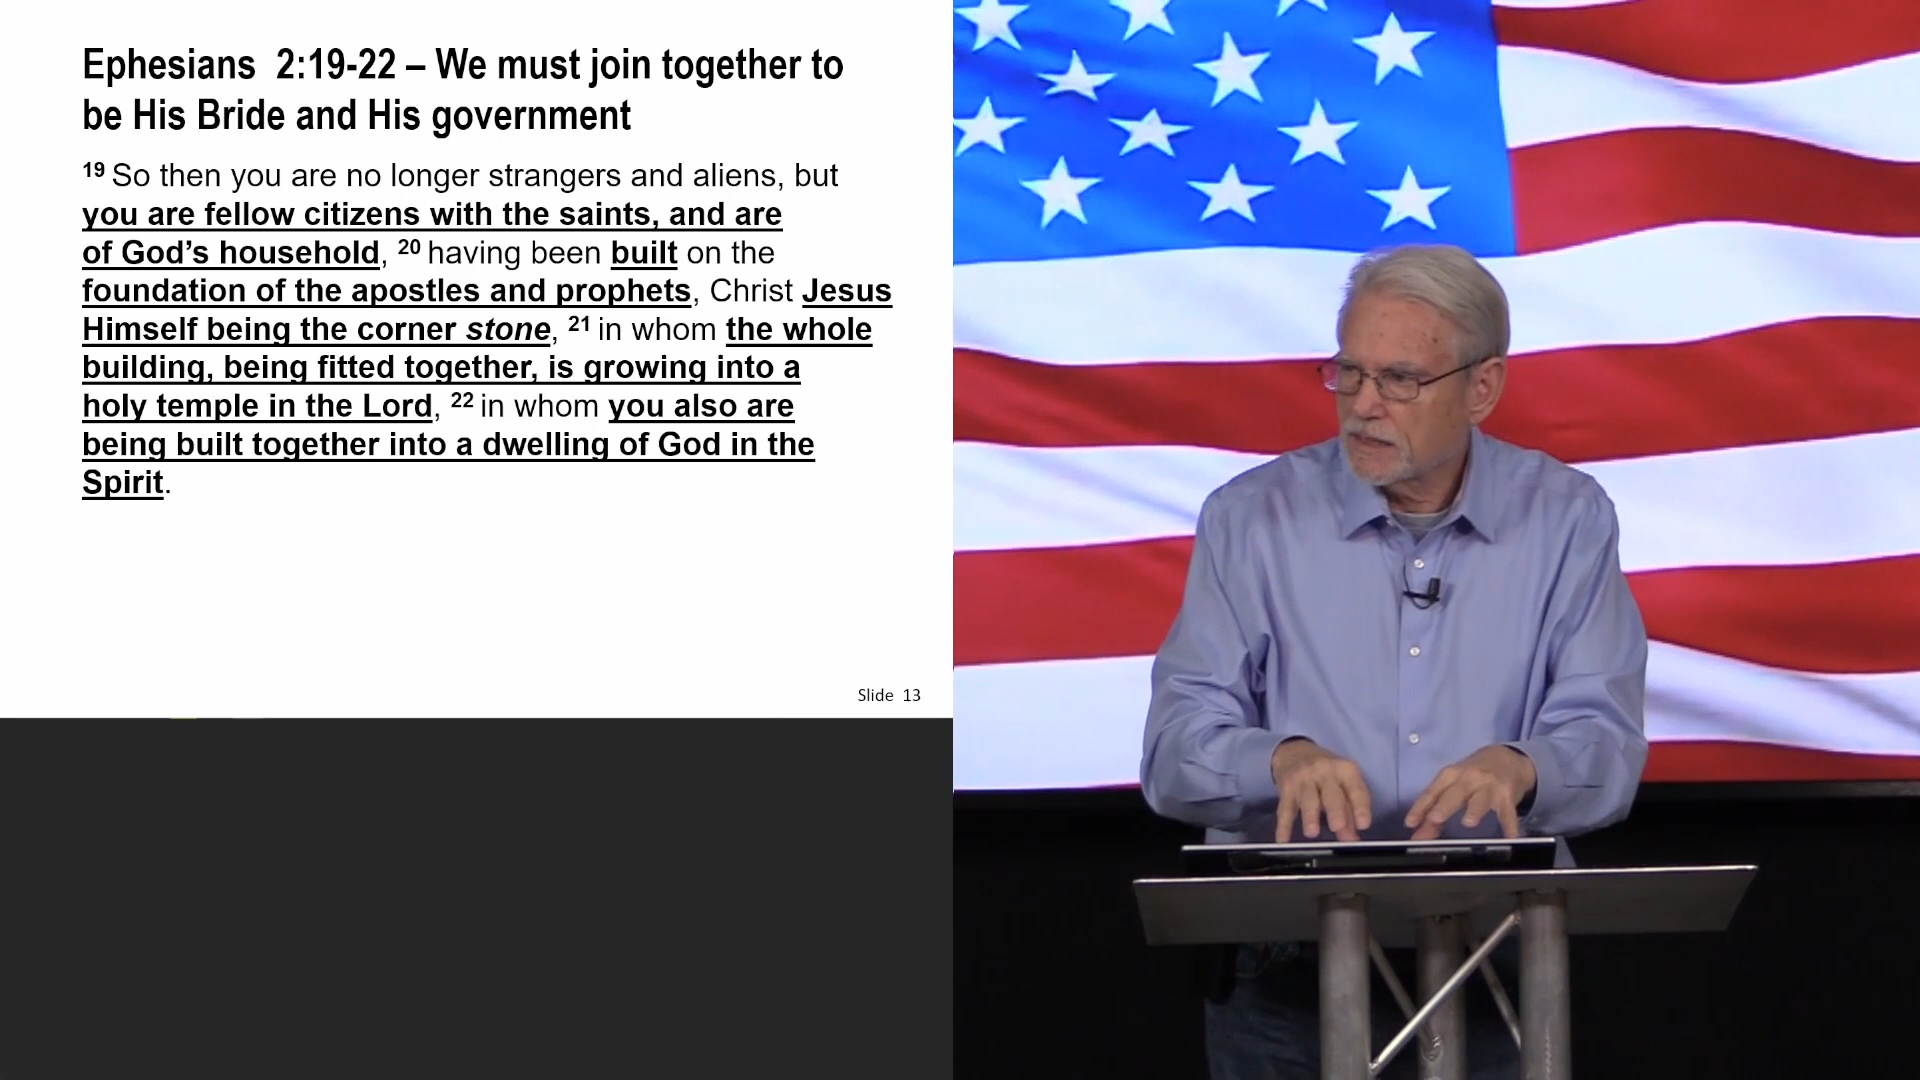 Ephesians  2:19-22 – We must join together to
be His Bride and His government
19 So then you are no longer strangers and aliens, but
you are fellow citizens with the saints, and are
of God’s household, 20 having been built on the
foundation of the apostles and prophets, Christ Jesus
Himself being the corner stone, 21 in whom the whole
building, being fitted together, is growing into a
holy temple in the Lord, 22 in whom you also are
being built together into a dwelling of God in the
Spirit.
Slide 13